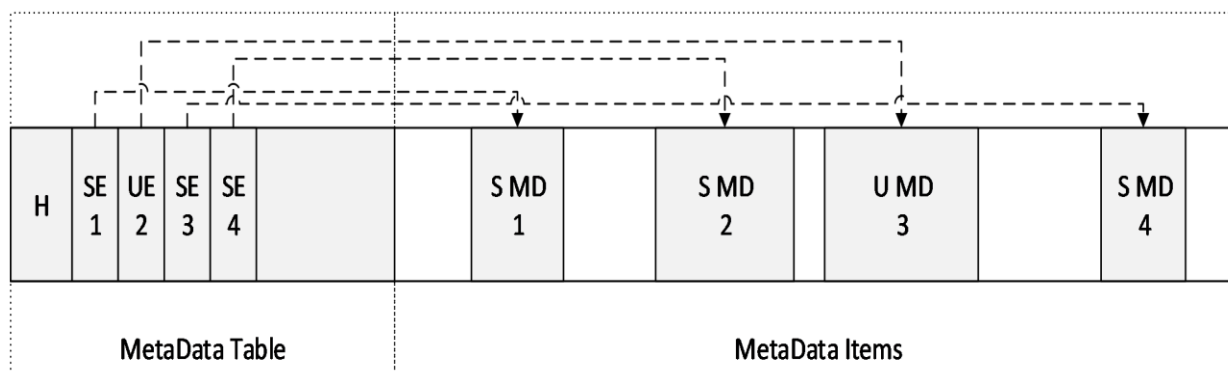 H
SE
1
UE
2
SE
3
SE
4
S MD
1
S MD
2
U MD
3
S MD
4
MetaData Table
MetaData Items